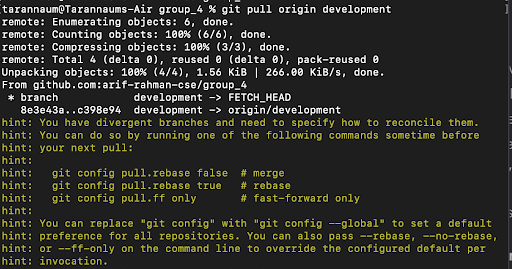 tarannaum@Tarannaums-Air group_4 % git pull origin development
remote: Enumerating objects: 6, done.
remote: Counting objects: 100% (6/6), done.
remote: Compressing objects: 100% (3/3), done.
remote: Total 4 (delta 0), reused 0 (delta 0), pack-reused 0
Unpacking objects: 100% (4/4), 1.56 KiB | 266.00 KiB/s, done.
From github.com:arif-rahman-cse/group_4
 * branch            development -> FETCH_HEAD
   8e3e43a..c398e94  development -> origin/development
hint: You have divergent branches and need to specify how to reconcile them.
hint: You can do so by running one of the following commands sometime before
hint: your next pull:
hint:
hint:   git config pull.rebase false  # merge
hint:   git config pull.rebase true   # rebase
hint:   git config pull.ff only       # fast-forward only
hint:
hint: You can replace "git config" with "git config --global" to set a default
hint: preference for all repositories. You can also pass --rebase, --no-rebase,
hint: or --ff-only on the command line to override the configured default per
hint: invocation.